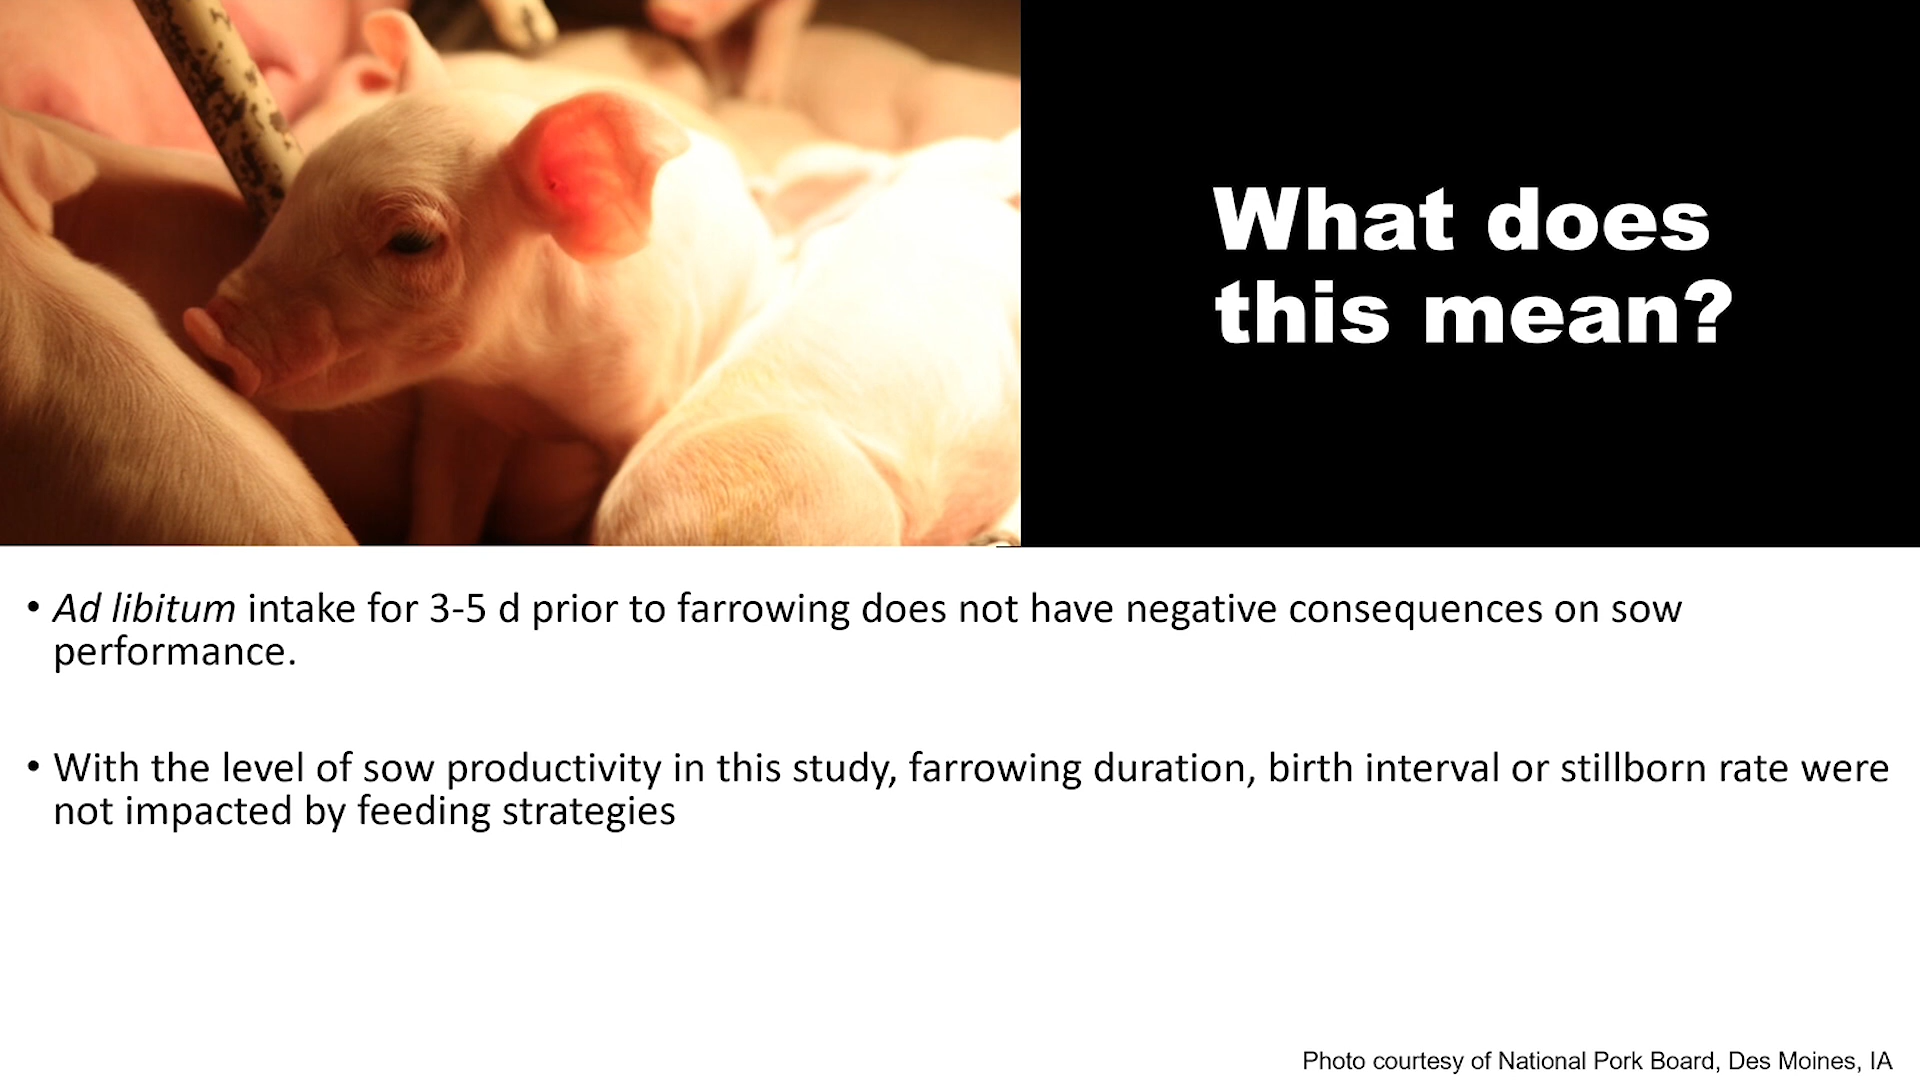 What does
this mean?
• Ad libitum intake for 3-5 d prior to farrowing does not have negative consequences on sow
performance.
• With the level of sow productivity in this study, farrowing duration, birth interval or stillborn rate were
not impacted by feeding strategies
Photo courtesy of National Pork Board, Des Moines, IA